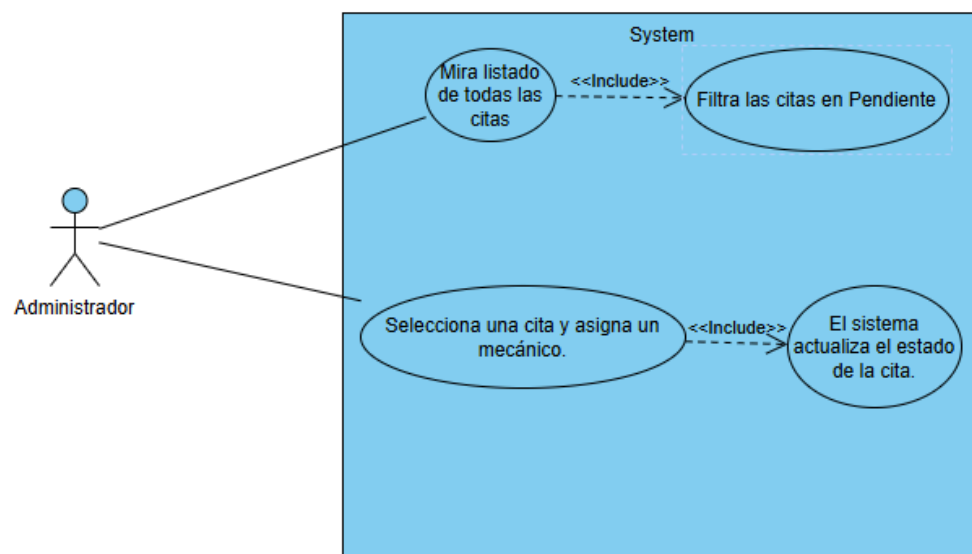 System
Mira listado
de todas las
citas
<<Include>>
Filtra las citas en Pendiente
Administrador
Selecciona una cita y asigna un
mecánico.
<<Include>>
El sistema
actualiza el estado
de la cita.